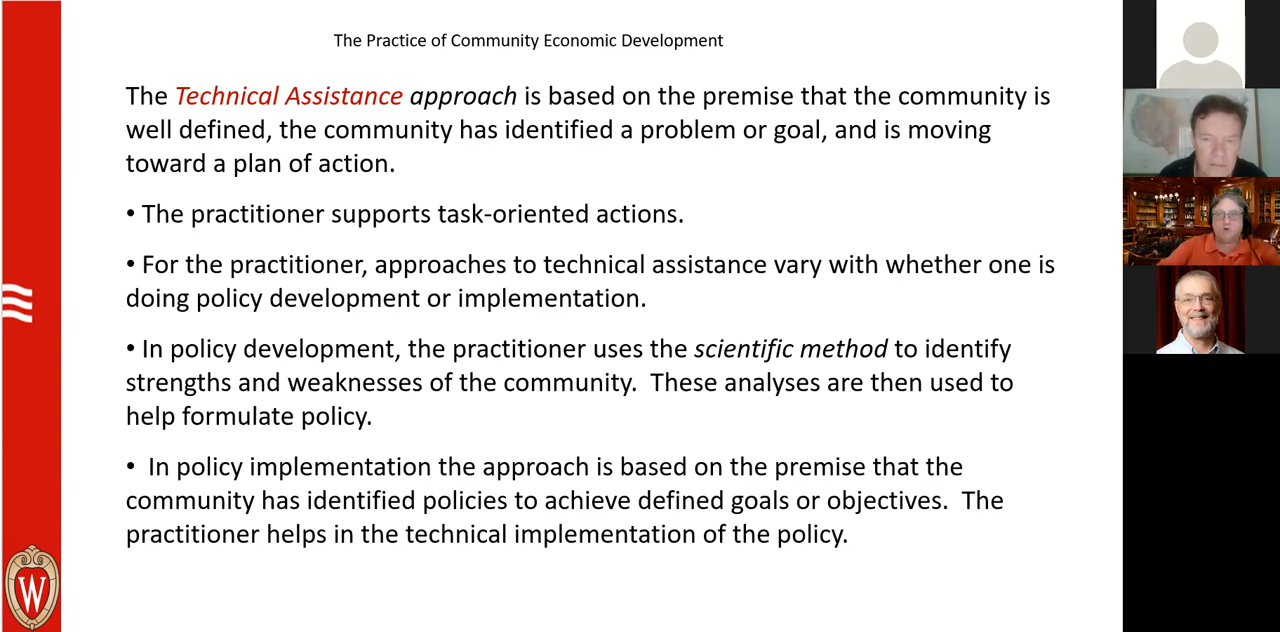 The Practice of Community Economic Development
The Technical Assistance approach is based on the premise that the community is
well defined, the community has identified a problem or goal, and is moving
toward a plan of action.
• The practitioner supports task-oriented actions.
• For the practitioner, approaches to technical assistance vary with whether one is
doing policy development or implementation.
• In policy development, the practitioner uses the scientific method to identify
strengths and weaknesses of the community.  These analyses are then used to
help formulate policy.
•  In policy implementation the approach is based on the premise that the
community has identified policies to achieve defined goals or objectives.  The
practitioner helps in the technical implementation of the policy.
W